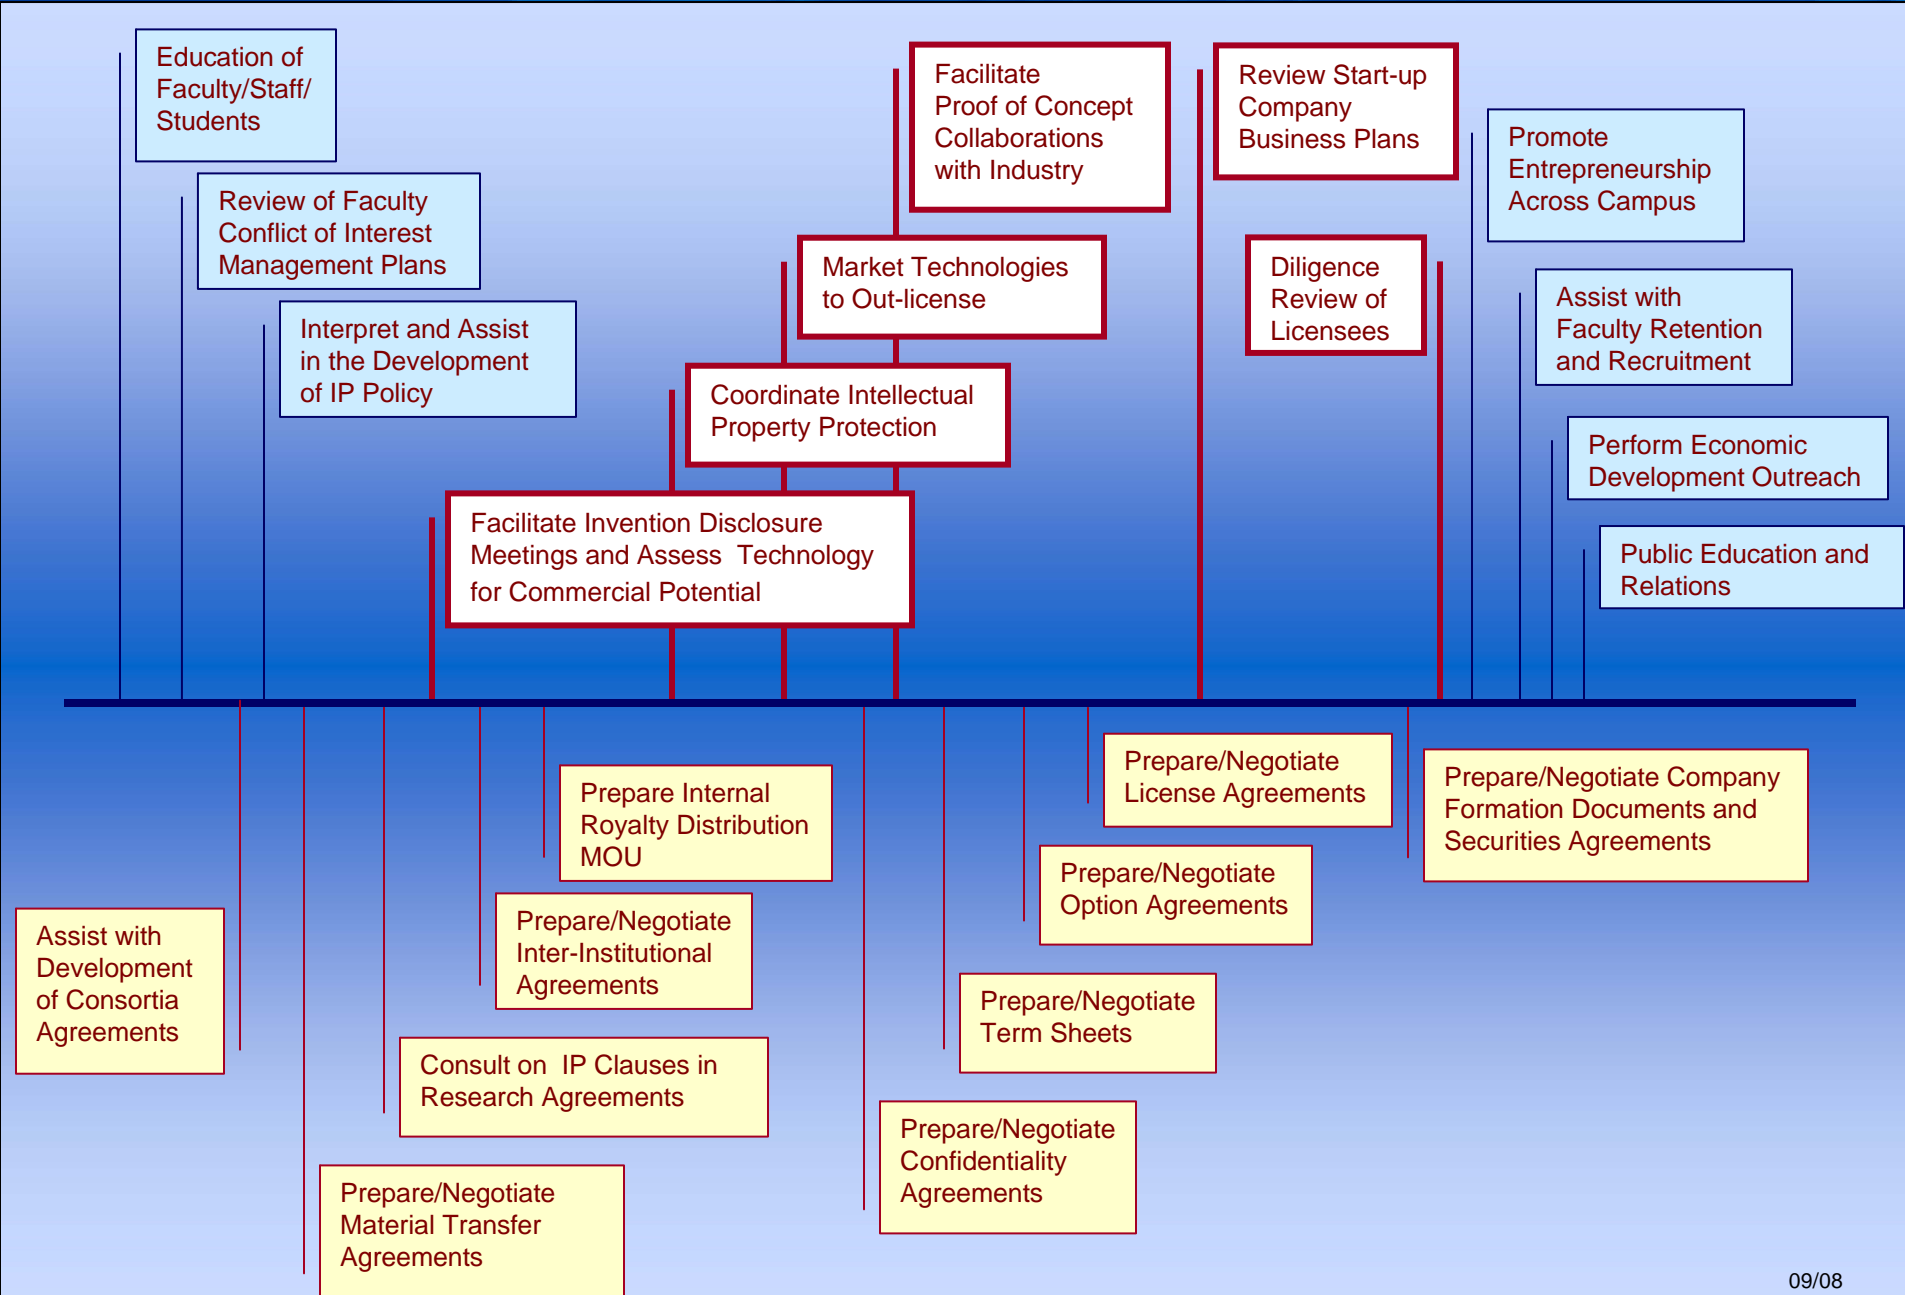 Education of
Faculty/Staff/
Students
Review of Faculty
Conflict of Interest
Management Plans
Interpret and Assist
in the Development
of IP Policy
Facilitate
Proof of Concept
Collaborations
with Industry
Market Technologies
to Out-license
Coordinate Intellectual
Property Protection
Facilitate Invention Disclosure
Meetings and Assess  Technology
for Commercial Potential
Review Start-up
Company
Business Plans
Diligence
Review of
Licensees
Promote
Entrepreneurship
Across Campus
Assist with
Faculty Retention
and Recruitment
Perform Economic
Development Outreach
Public Education and
Relations
Assist with
Development
of Consortia
Agreements
Prepare/Negotiate
Material Transfer
Agreements
Consult on  IP Clauses in
Research Agreements
Prepare/Negotiate
Inter-Institutional
Agreements
Prepare Internal
Royalty Distribution
MOU
Prepare/Negotiate
Confidentiality
Agreements
Prepare/Negotiate
Term Sheets
Prepare/Negotiate
Option Agreements
Prepare/Negotiate
License Agreements
Prepare/Negotiate Company
Formation Documents and
Securities Agreements
09/08